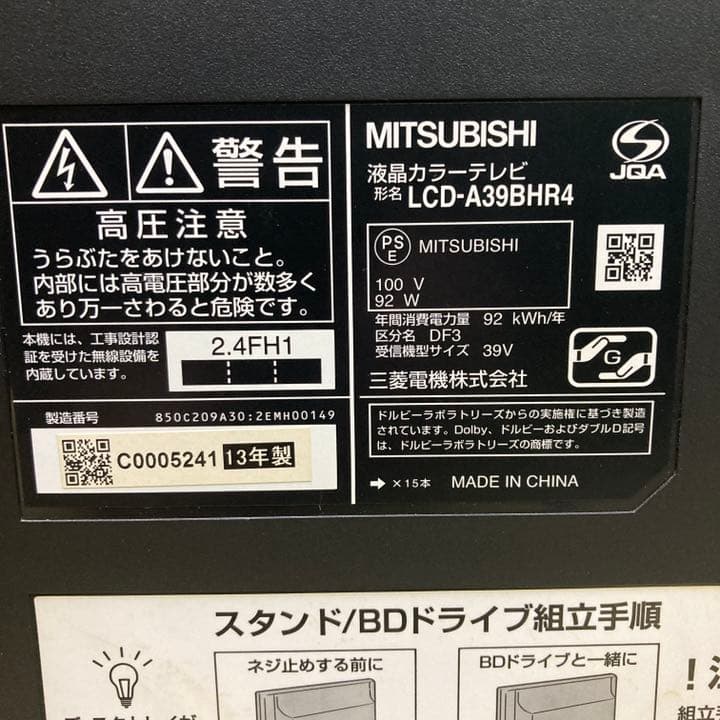 警告
高圧注意
うらぶたをあけないこと。
内部には高電圧部分が数多く
あり万一さわると危険です。
本機には、工事設計認
証を受けた無線設備を
内蔵しています。
2.4FH1
製造番号 850C209A30:2EMH00149
C0005241 13年製
MITSUBISHI
JQA
液晶カラーテレビ
形名 LCD-A39BHR4
PS
E
MITSUBISHI
100 V
92 W
年間消費電力量 92 kWh/年
区分名 DF3
受信機型サイズ 39V
G
三菱電機株式会社
ドルビーラボラトリーズからの実施権に基づき製造
されています。Dolby、ドルビーおよびダブルD記号
は、ドルビーラボラトリーズの商標です。
➡ ×15本 MADE IN CHINA
スタンド/BDドライブ組立手順
ネジ止めする前に
BDドライブと一緒に
!
組立